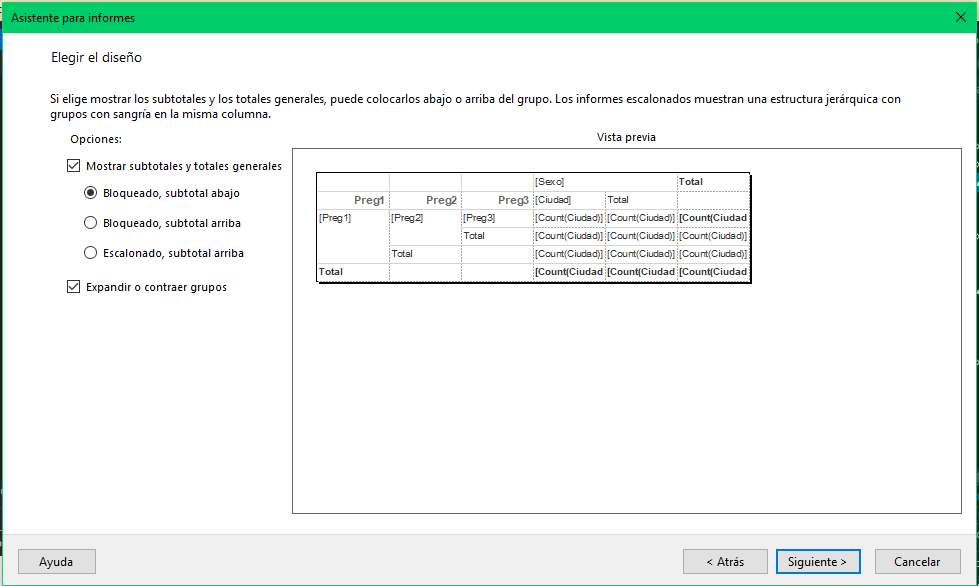 Asistente para informes
Elegir el diseño
Si elige mostrar los subtotales y los totales generales, puede colocarlos abajo o arriba del grupo. Los informes escalonados muestran una estructura jerárquica con
grupos con sangría en la misma columna.
Opciones:
Vista previa
Mostrar subtotales y totales generales
Bloqueado, subtotal abajo
Bloqueado, subtotal arriba
Escalonado, subtotal arriba
Expandir o contraer grupos
[Sexo] Total
Preg1 Preg2 Preg3 [Ciudad] Total
[Preg1] [Preg2] [Preg3] [Count(Ciudad)] [Count(Ciudad)] [Count(Ciudad
Total [Count(Ciudad)] [Count(Ciudad)] [Count(Ciudad)]
Total [Count(Ciudad)] [Count(Ciudad)] [Count(Ciudad)]
Total [Count(Ciudad [Count(Ciudad [Count(Ciudad
Ayuda < Atrás Siguiente > Cancelar